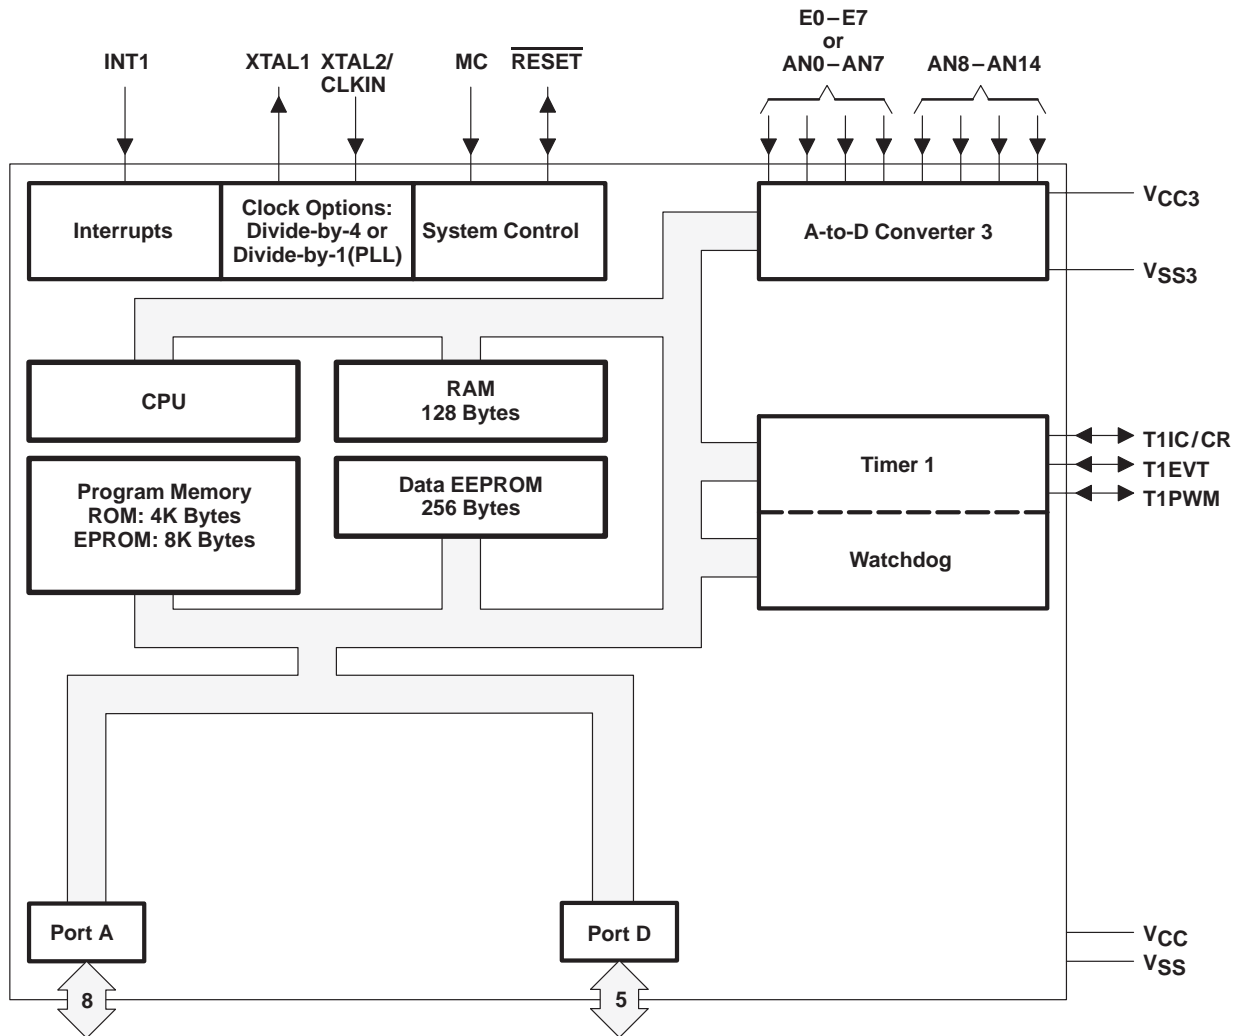 E0–E7
or
AN0–AN7
AN8–AN14
INT1
XTAL1
XTAL2/
CLKIN
MC
RESET
Interrupts
Clock Options:
Divide-by-4 or
Divide-by-1(PLL)
System Control
A-to-D Converter 3
VCC3
VSS3
CPU
RAM
128 Bytes
Program Memory
ROM: 4K Bytes
EPROM: 8K Bytes
Data EEPROM
256 Bytes
Timer 1
Watchdog
T1IC/CR
T1EVT
T1PWM
Port A
Port D
VCC
VSS
8
5